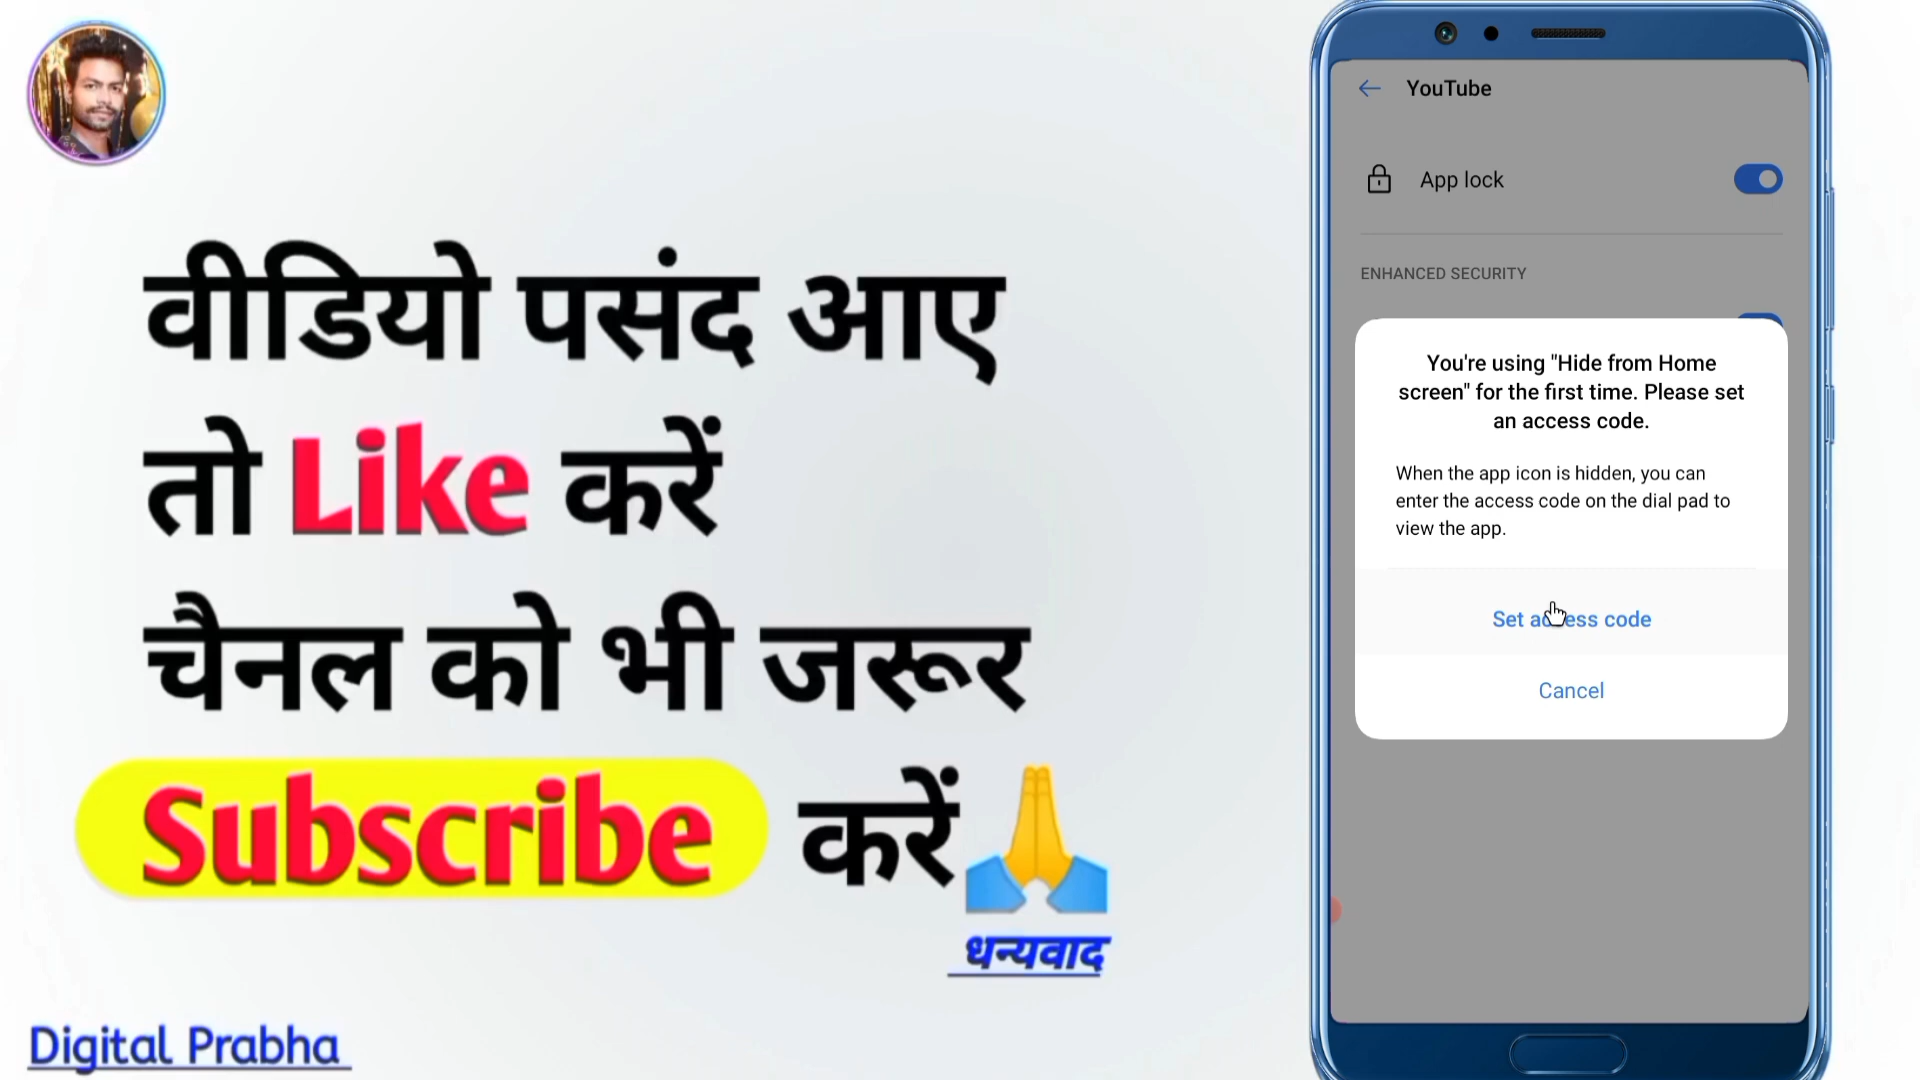 वीडियो पसंद आए
तो Like करें
चैनल को भी जरूर
Subscribe करें
धन्यवाद
Digital Prabha
YouTube
App lock
ENHANCED SECURITY
You're using "Hide from Home
screen" for the first time. Please set
an access code.
When the app icon is hidden, you can
enter the access code on the dial pad to
view the app.
Set access code
Cancel